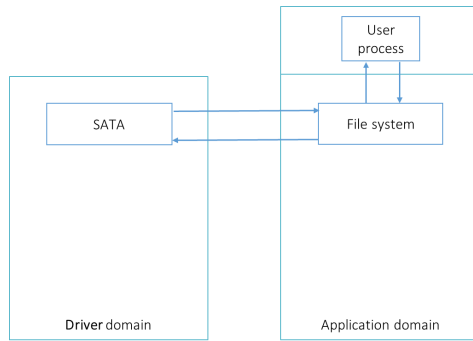 User
process
SATA
File system
Driver domain
Application domain